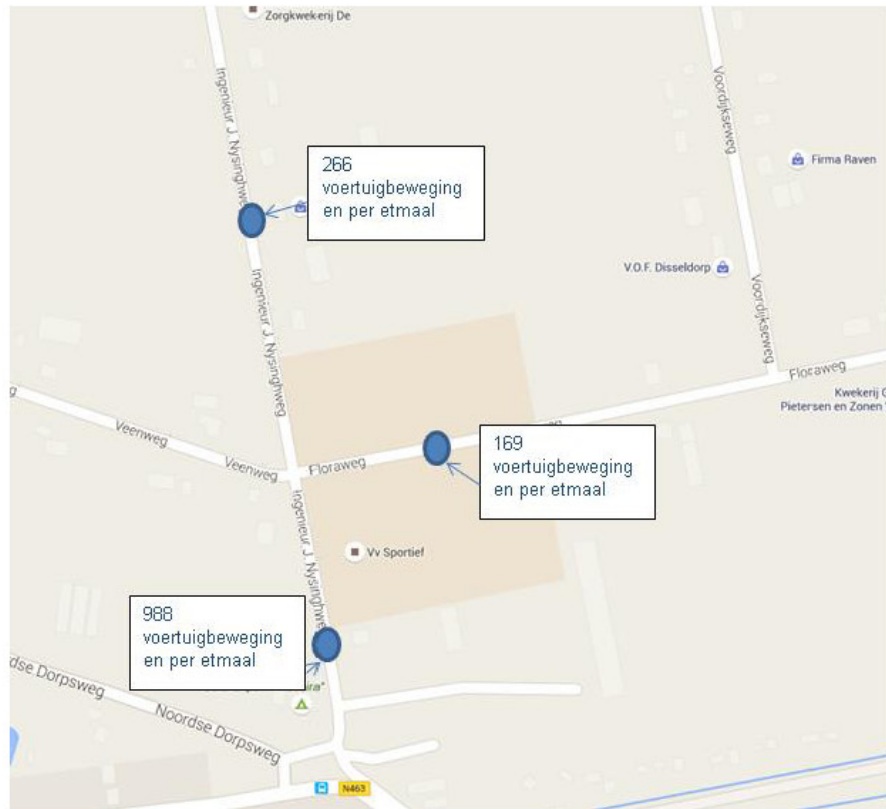 Zorgkwekerij De
Ingenieur J. Nysinghweg
Voordijkseweg
266
voertuigbeweging
en per etmaal
Firma Raven
V.O.F. Disseldorp
Ingenieur J. Nysinghweg
Voordijkseweg
Floraweg
Kwekerij
Pietersen en Zonen
Veenweg
Veenweg
Floraweg
169
voertuigbeweging
en per etmaal
Ingenieur J. Nysinghweg
Vv Sportief
988
voertuigbeweging
en per etmaal
dse Dorpsweg
Noordse Dorpsweg
N463